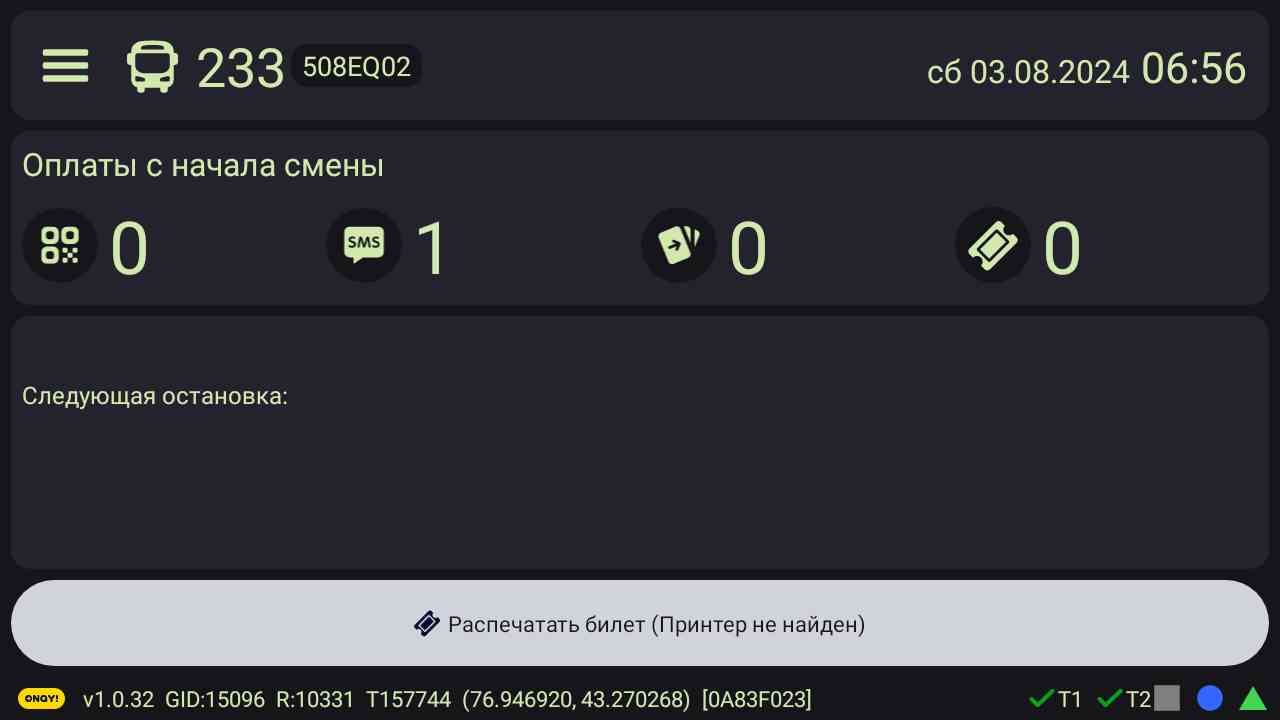 233 508EQ02 сб 03.08.2024 06:56
Оплаты с начала смены
0 SMS 1 0 0
Следующая остановка:
Распечатать билет (Принтер не найден)
ONAY! v1.0.32 GID:15096 R:10331 T157744 (76.946920, 43.270268) [0A83F023] T1 T2